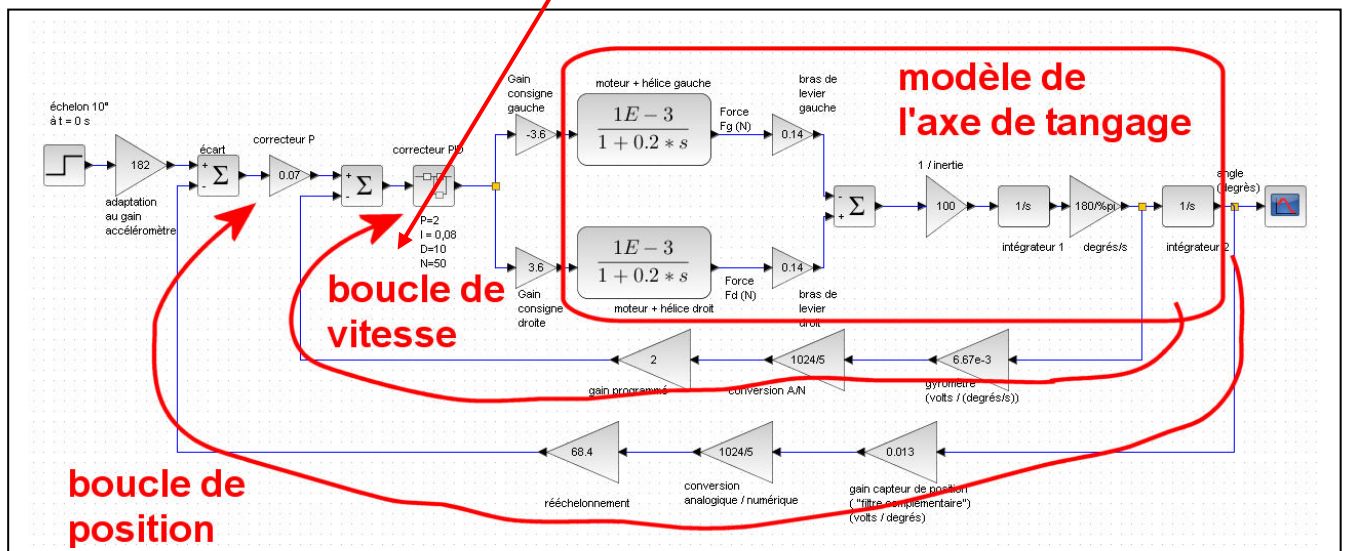 modèle de
l'axe de tangage
échelon 10°
à t = 0 s
182
adaptation
au gain
accéléromètre
écart
+
-
Σ
correcteur P
0.07
+
-
Σ
correcteur PID
P=2
I = 0,08
D=10
N=50
Gain
consigne
gauche
-3.6
moteur + hélice gauche
1E − 3
1 + 0.2 * s
Force
Fg (N)
bras de
levier
gauche
0.14
3.6
Gain
consigne
droite
1E − 3
1 + 0.2 * s
moteur + hélice droit
Force
Fd (N)
0.14
bras de
levier
droit
-
+
Σ
1 / inertie
100
1/s
intégrateur 1
180/%pi
degrés/s
1/s
intégrateur 2
angle
(degrès)
boucle de
vitesse
2
gain programmé
1024/5
conversion A/N
6.67e-3
gyromètre
(volts / (degrés/s))
boucle de
position
68.4
rééchelonnement
1024/5
conversion
analogique / numérique
0.013
gain capteur de position
( "filtre complémentaire")
(volts / degrés)